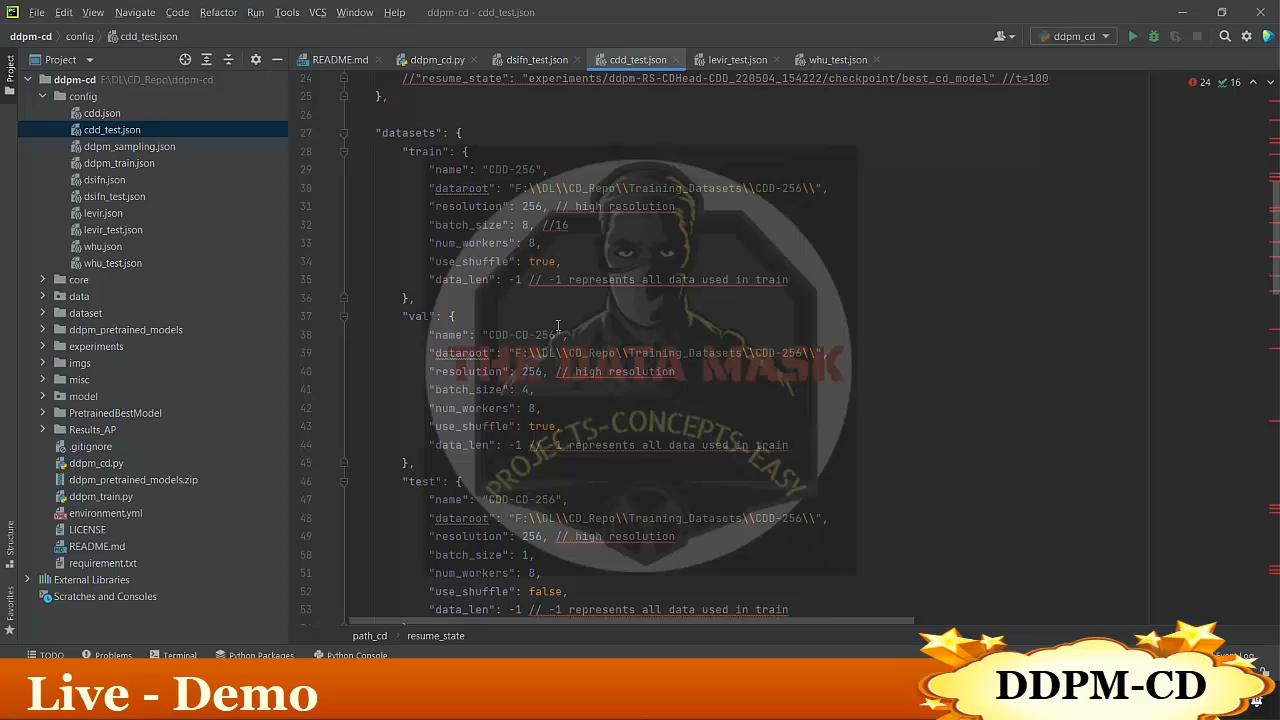 File Edit View Navigate Code Refactor Run Tools VCS Window Help ddpm-cd - cdd_test.json
ddpm-cd config cdd_test.json ddpm_cd
Project README.md ddpm_cd.py dsifn_test.json cdd_test.json levir_test.json whu_test.json
Project
Structure
Favorites
ddpm-cd F:\DL\CD_Repo\ddpm-cd
config
cdd.json
cdd_test.json
ddpm_sampling.json
ddpm_train.json
dsifn.json
dsifn_test.json
levir.json
levir_test.json
whu.json
whu_test.json
core
data
dataset
ddpm_pretrained_models
experiments
imgs
misc
model
PretrainedBestModel
Results_AP
.gitignore
ddpm_cd.py
ddpm_pretrained_models.zip
ddpm_train.py
environment.yml
LICENSE
README.md
requirement.txt
External Libraries
Scratches and Consoles
24 //"resume_state": "experiments/ddpm-RS-CDHead-CDD_220504_154222/checkpoint/best_cd_model" //t=100
24 16
25 },
26
27 "datasets": {
28 "train": {
29 "name": "CDD-256",
30 "dataroot": "F:\\DL\\CD_Repo\\Training_Datasets\\CDD-256\\",
31 "resolution": 256, // high resolution
32 "batch_size": 8, //16
33 "num_workers": 8,
34 "use_shuffle": true,
35 "data_len": -1 // -1 represents all data used in train
36 },
37 "val": {
38 "name": "CDD-CD-256",
39 "dataroot": "F:\\DL\\CD_Repo\\Training_Datasets\\CDD-256\\",
40 "resolution": 256, // high resolution
41 "batch_size": 4,
42 "num_workers": 8,
43 "use_shuffle": true,
44 "data_len": -1 // -1 represents all data used in train
45 },
46 "test": {
47 "name": "CDD-CD-256",
48 "dataroot": "F:\\DL\\CD_Repo\\Training_Datasets\\CDD-256\\",
49 "resolution": 256, // high resolution
50 "batch_size": 1,
51 "num_workers": 8,
52 "use_shuffle": false,
53 "data_len": -1 // -1 represents all data used in train
THE DATA MASK
PROJECTS-CONCEPTS-EASY
path_cd resume_state
TODO Problems Terminal Python Packages Python Console Event Log
Live - Demo
DDPM-CD